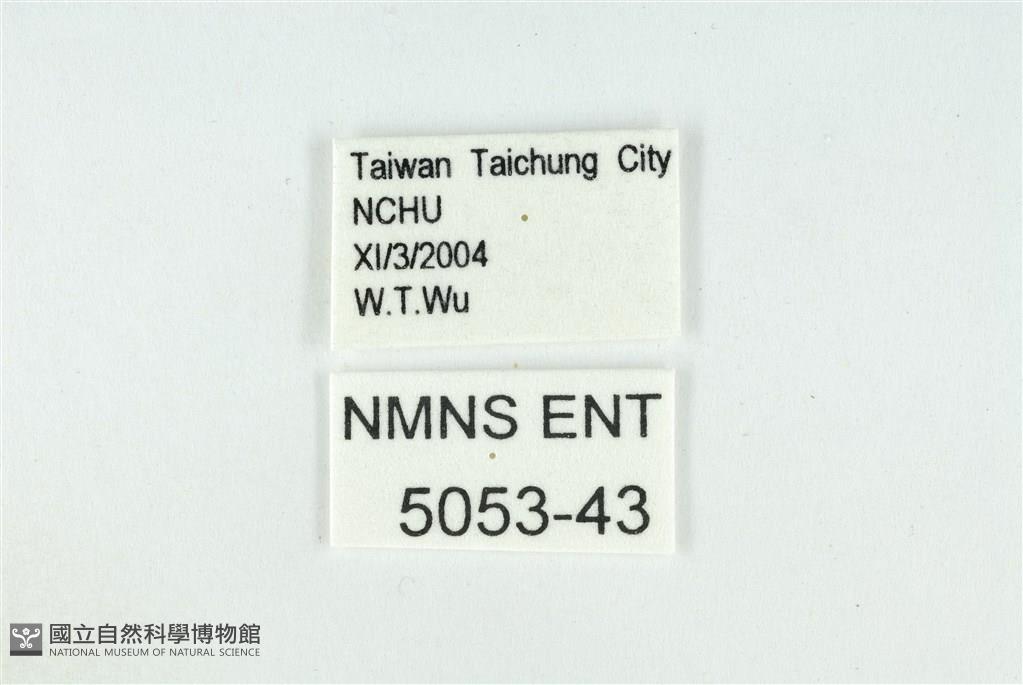 Taiwan Taichung City
NCHU
XI/3/2004
W.T.Wu
NMNS ENT
5053-43
國立自然科學博物館
NATIONAL MUSEUM OF NATURAL SCIENCE